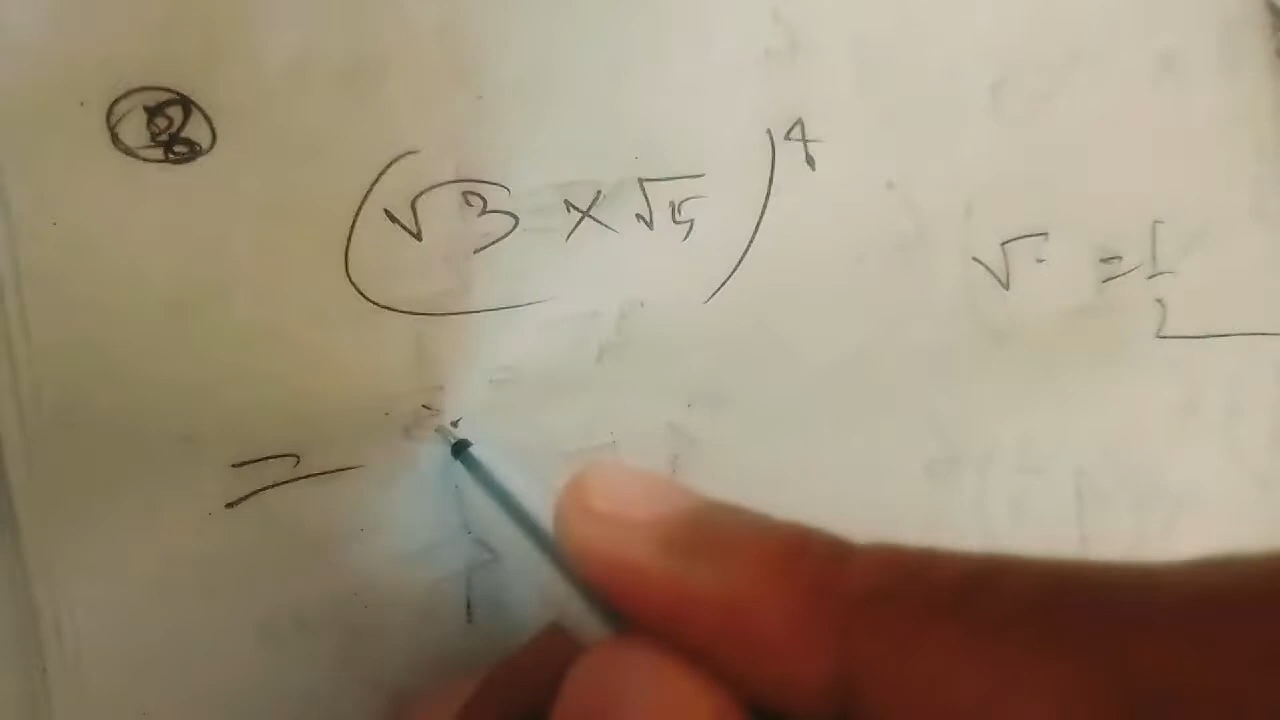 8
(√3 × √5)^4
√ = 1
2
=